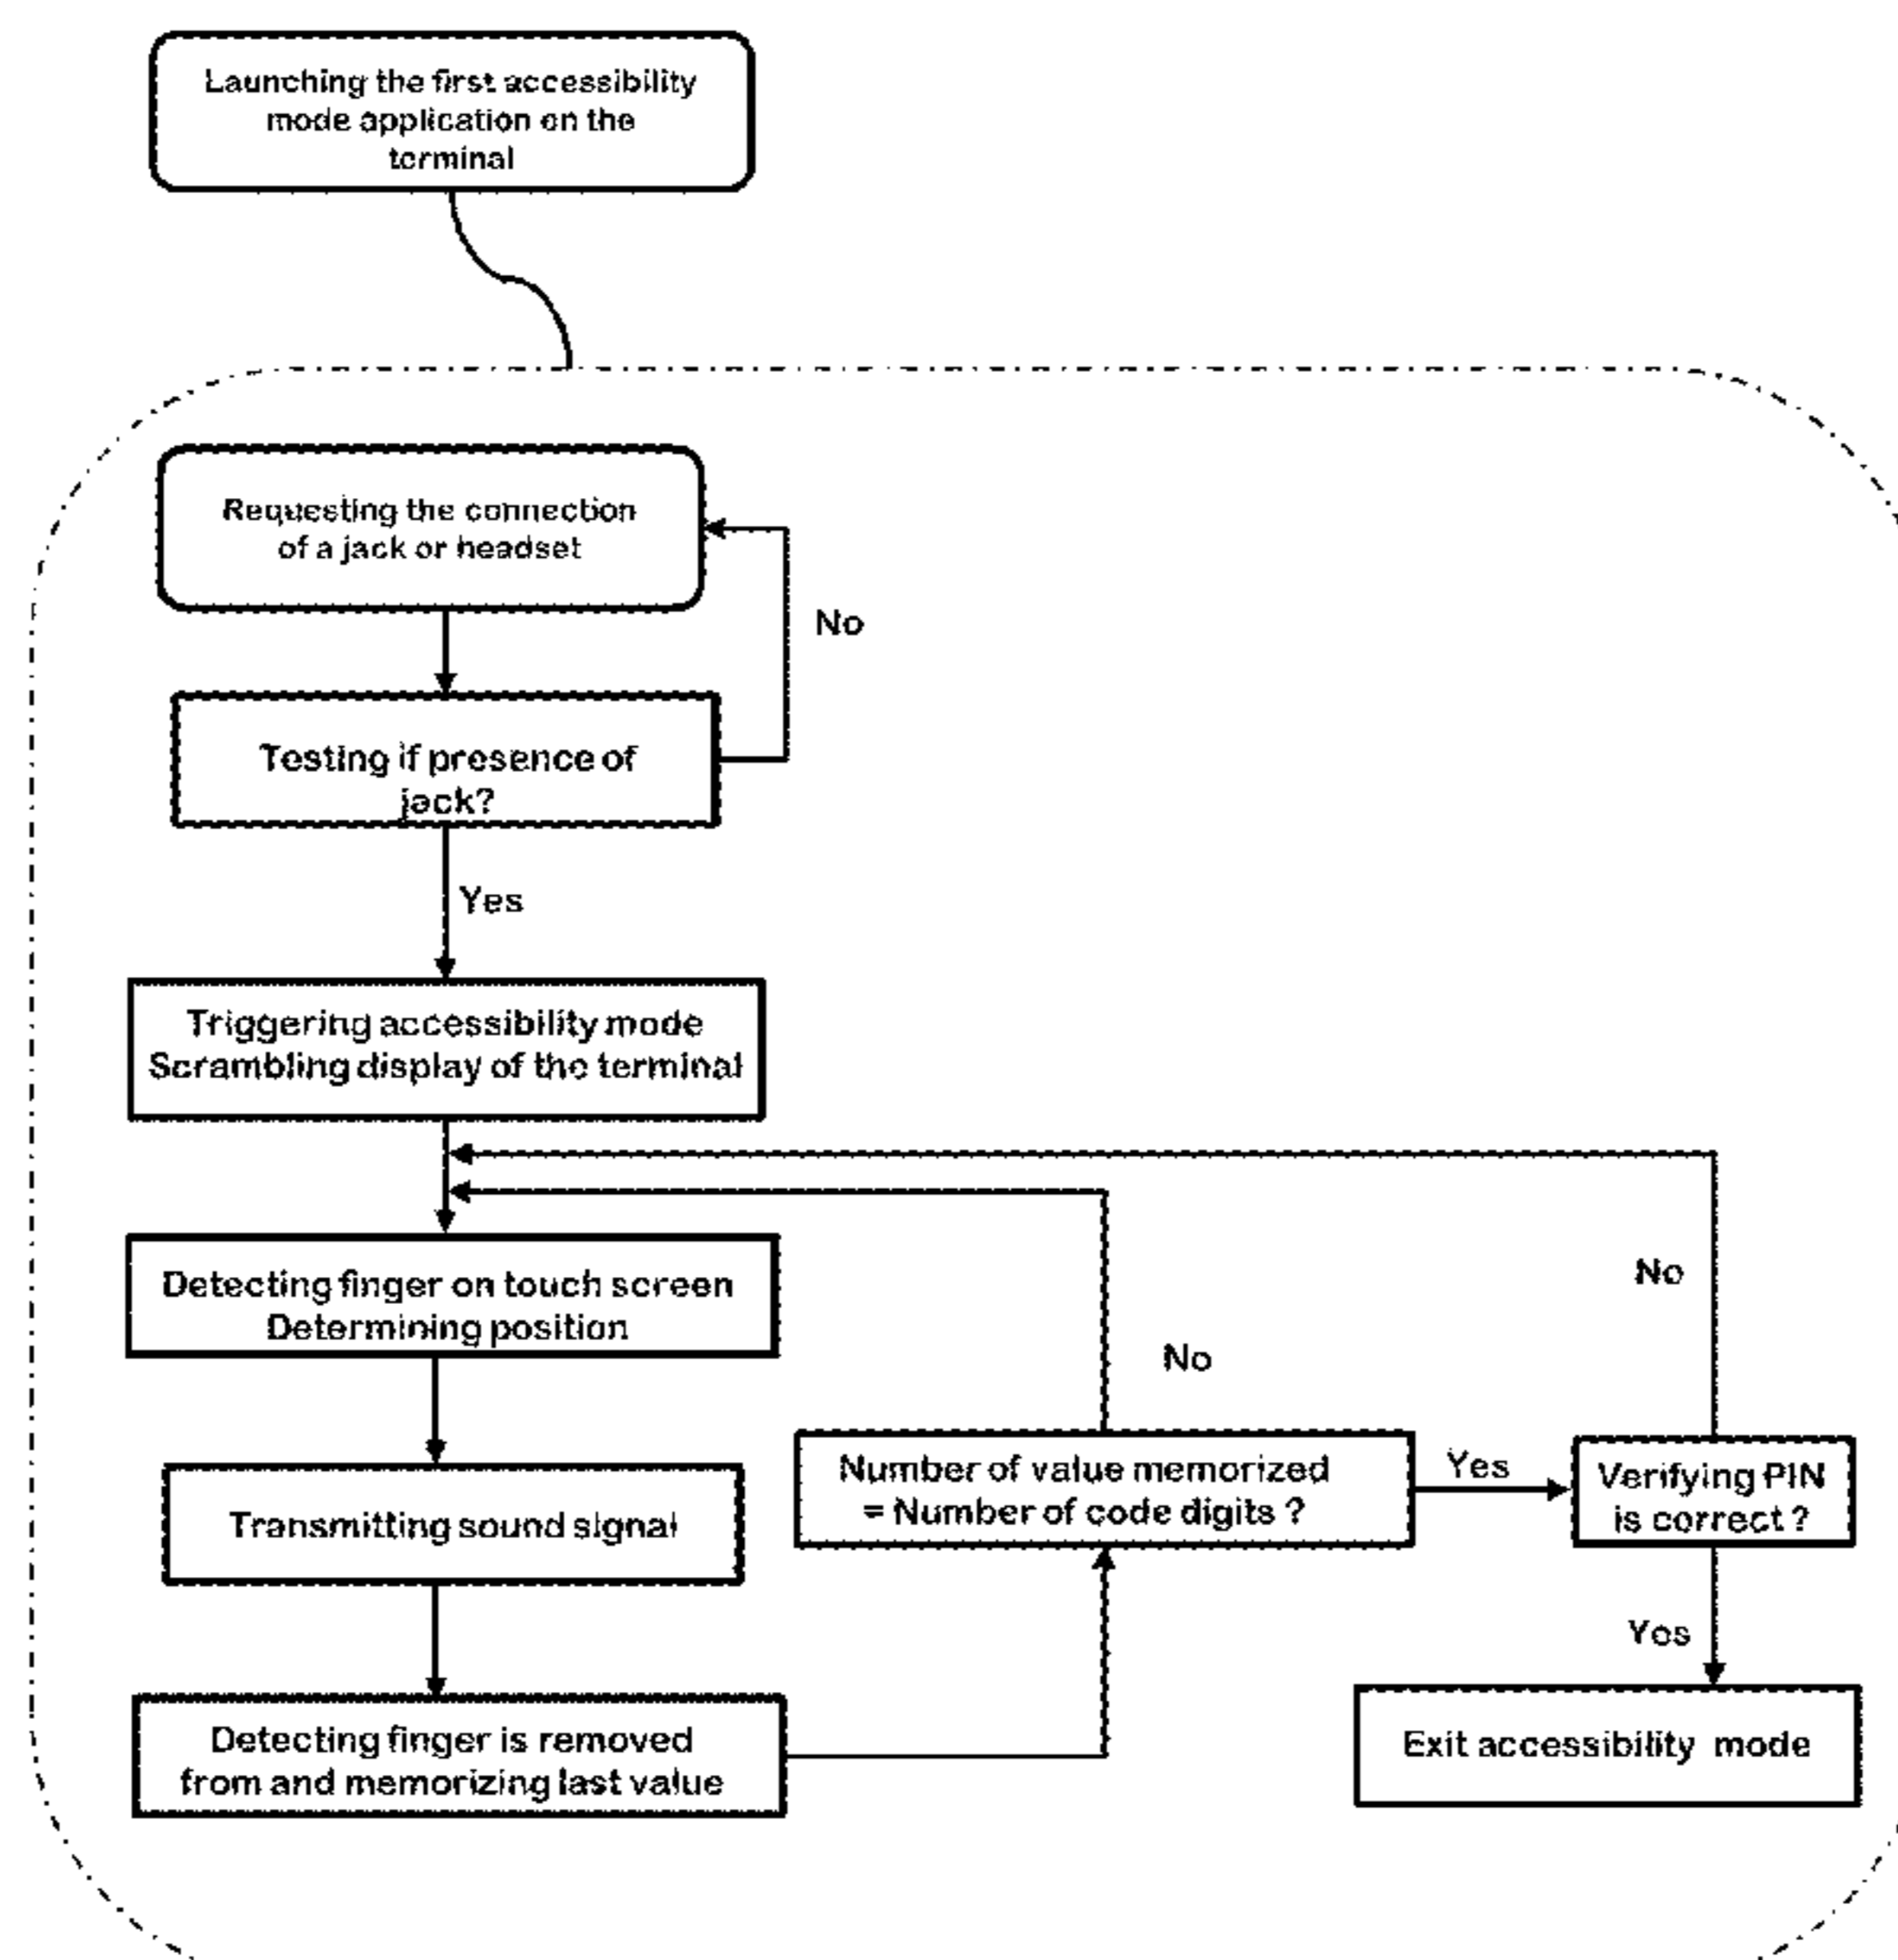 Launching the first accessibility
mode application on the
terminal
Requesting the connection
of a jack or headset
No
Testing if presence of
jack?
Yes
Triggering accessibility mode
Scrambling display of the terminal
Detecting finger on touch screen
Determining position
No
No
Transmitting sound signal
Number of value memorized
= Number of code digits ?
Yes
Verifying PIN
is correct ?
Yes
Detecting finger is removed
from and memorizing last value
Exit accessibility mode